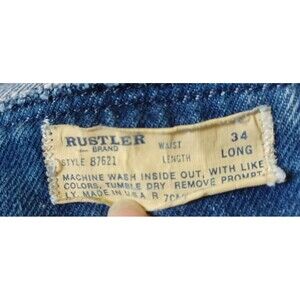 RUSTLER WAIST 34
BRAND
STYLE 87621 LENGTH LONG
MACHINE WASH INSIDE OUT, WITH LIKE
COLORS, TUMBLE DRY REMOVE PROMPT
LY. MADE IN U.S.A. R